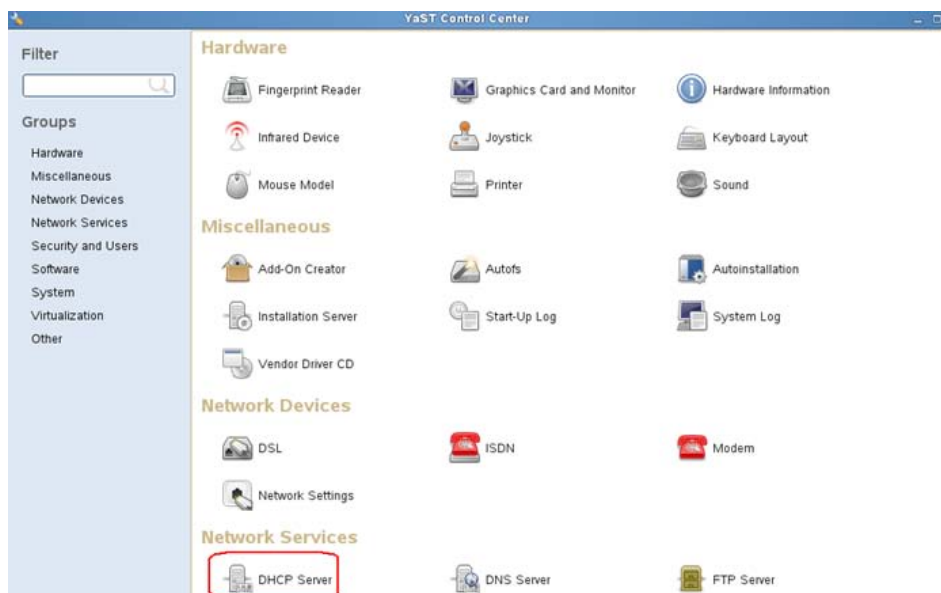 YaST Control Center
Filter
Groups
Hardware
Miscellaneous
Network Devices
Network Services
Security and Users
Software
System
Virtualization
Other
Hardware
Fingerprint Reader
Graphics Card and Monitor
Hardware Information
Infrared Device
Joystick
Keyboard Layout
Mouse Model
Printer
Sound
Miscellaneous
Add-On Creator
Autofs
Autoinstallation
Installation Server
Start-Up Log
System Log
Vendor Driver CD
Network Devices
DSL
ISDN
Modem
Network Settings
Network Services
DHCP Server
DNS Server
FTP Server